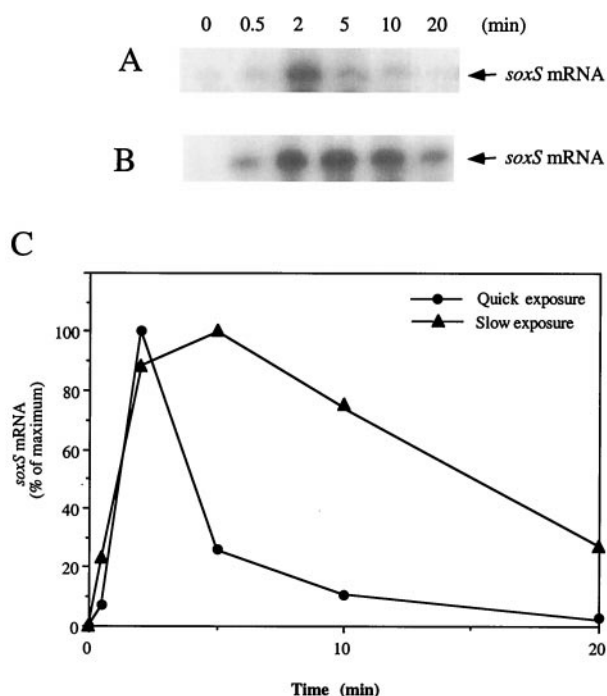 0 0.5 2 5 10 20 (min)
A
soxS mRNA
B
soxS mRNA
C
Quick exposure
Slow exposure
100
80
60
40
20
0
soxS mRNA
(% of maximum)
0 10 20
Time (min)